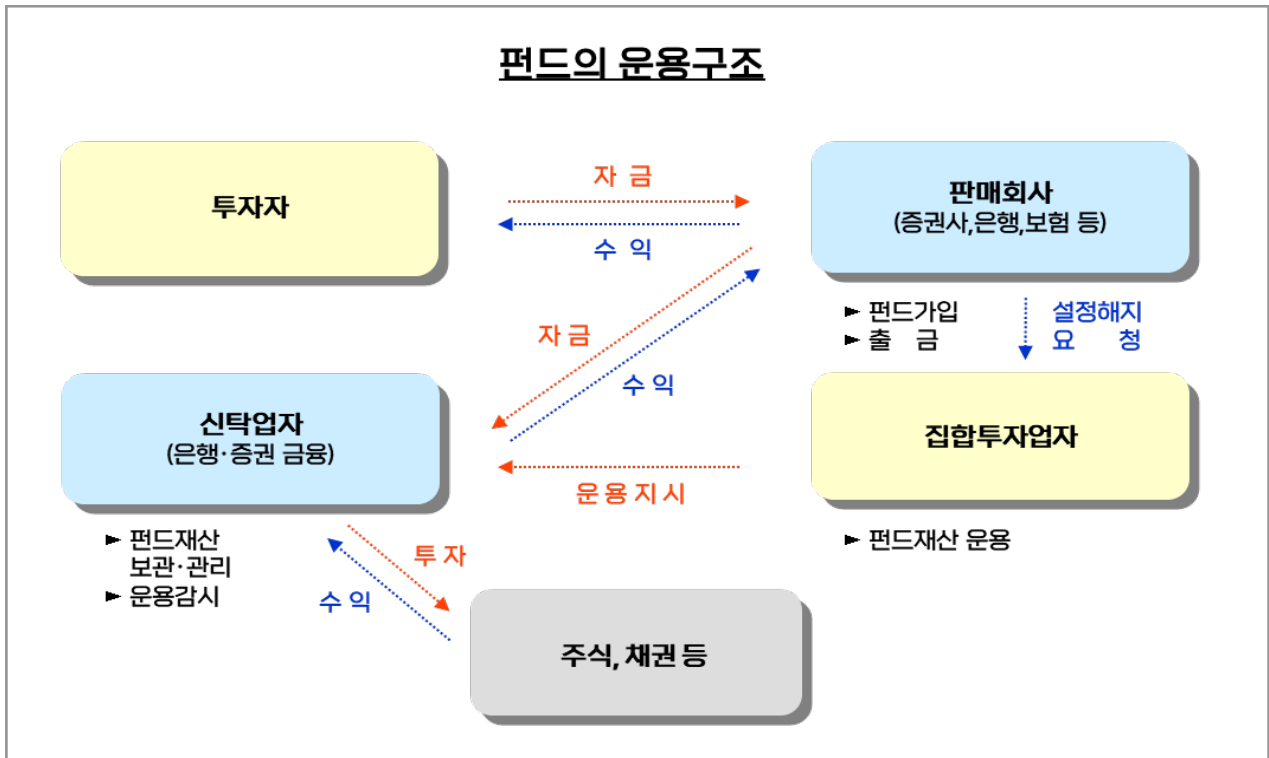 펀드의 운용구조
투자자
자 금
수 익
판매회사
(증권사,은행,보험 등)
► 펀드가입
► 출 금
설정해지
요 청
자 금
수 익
신탁업자
(은행·증권 금융)
운 용 지 시
집합투자업자
► 펀드재산
보관·관리
► 운용감시
► 펀드재산 운용
투 자
수 익
주식, 채권 등